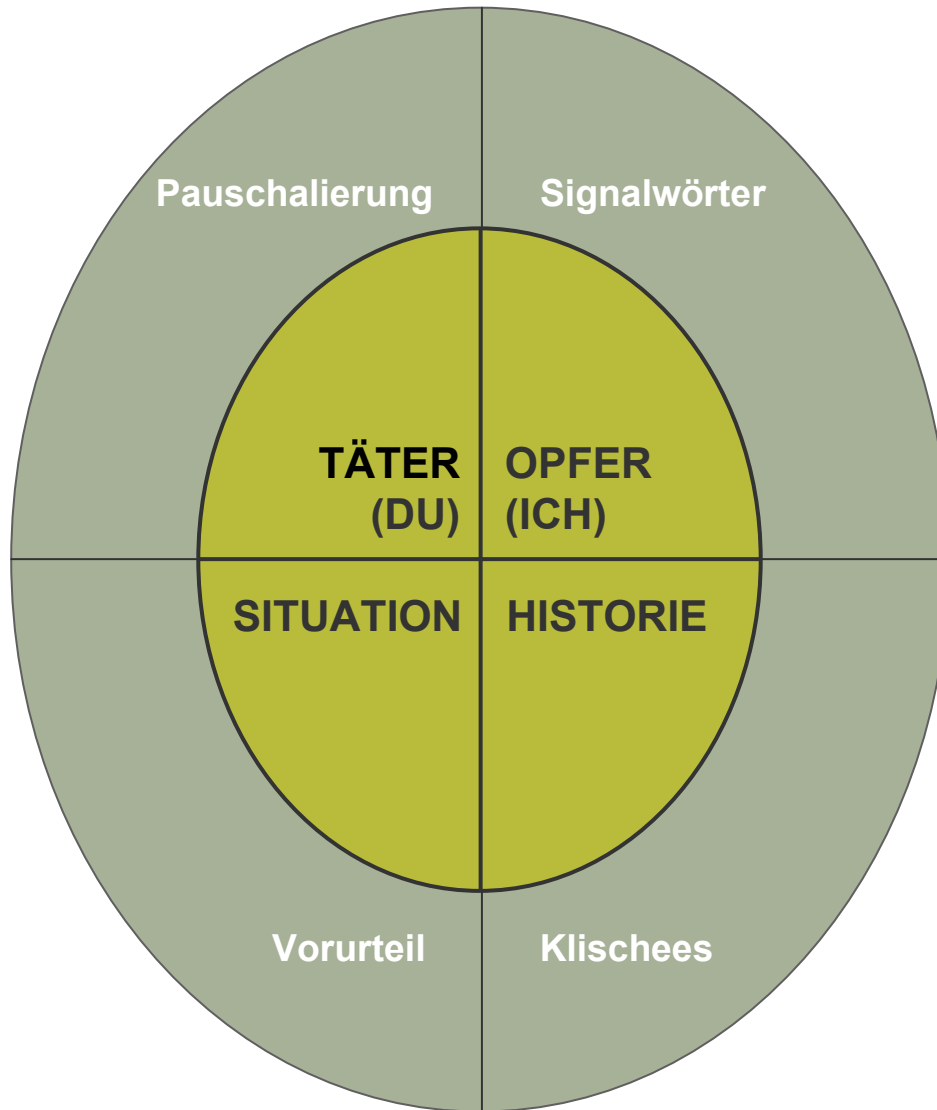 Pauschalierung
Signalwörter
TÄTER
(DU)
OPFER
(ICH)
SITUATION
HISTORIE
Vorurteil
Klischees